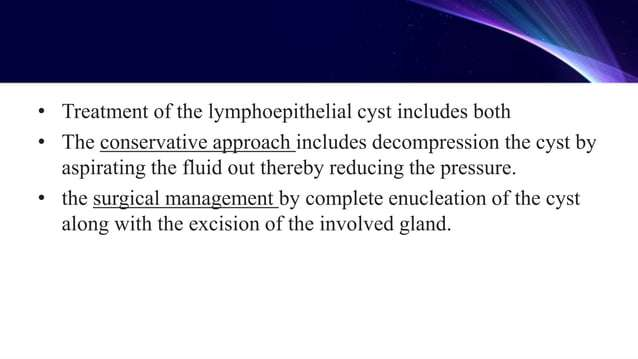 • Treatment of the lymphoepithelial cyst includes both
• The conservative approach includes decompression the cyst by
aspirating the fluid out thereby reducing the pressure.
• the surgical management by complete enucleation of the cyst
along with the excision of the involved gland.